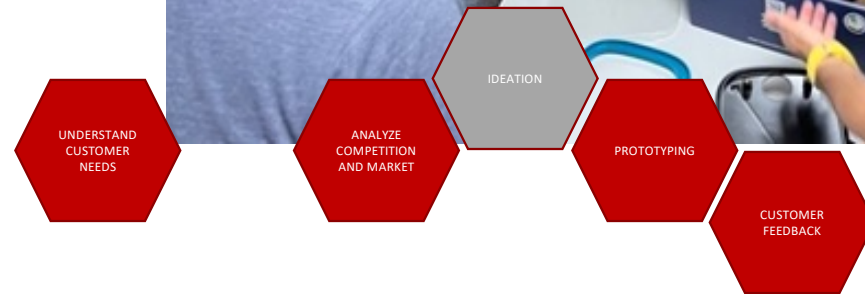 UNDERSTAND
CUSTOMER
NEEDS
ANALYZE
COMPETITION
AND MARKET
IDEATION
PROTOTYPING
CUSTOMER
FEEDBACK